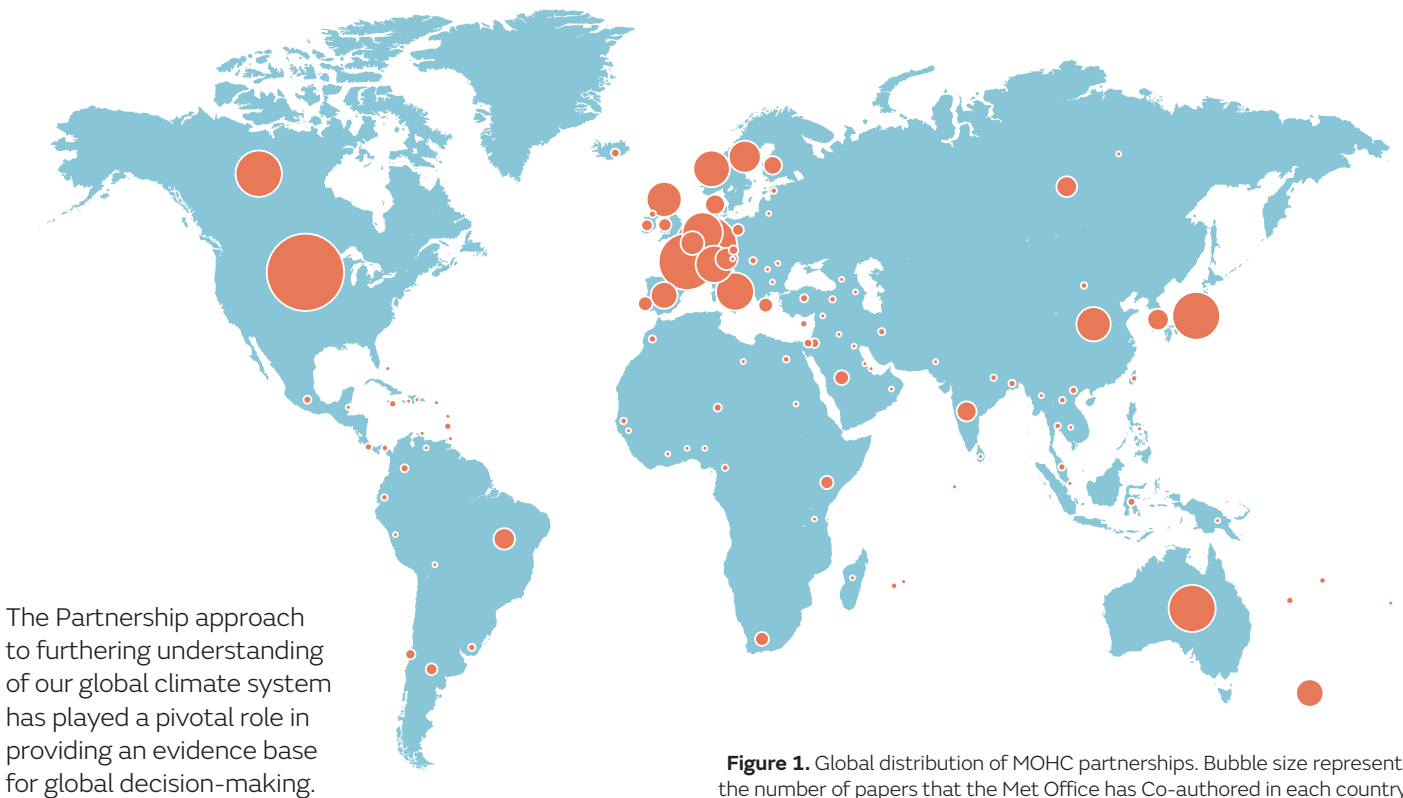 The Partnership approach
to furthering understanding
of our global climate system
has played a pivotal role in
providing an evidence base
for global decision-making.
Figure 1. Global distribution of MOHC partnerships. Bubble size represent
the number of papers that the Met Office has Co-authored in each country